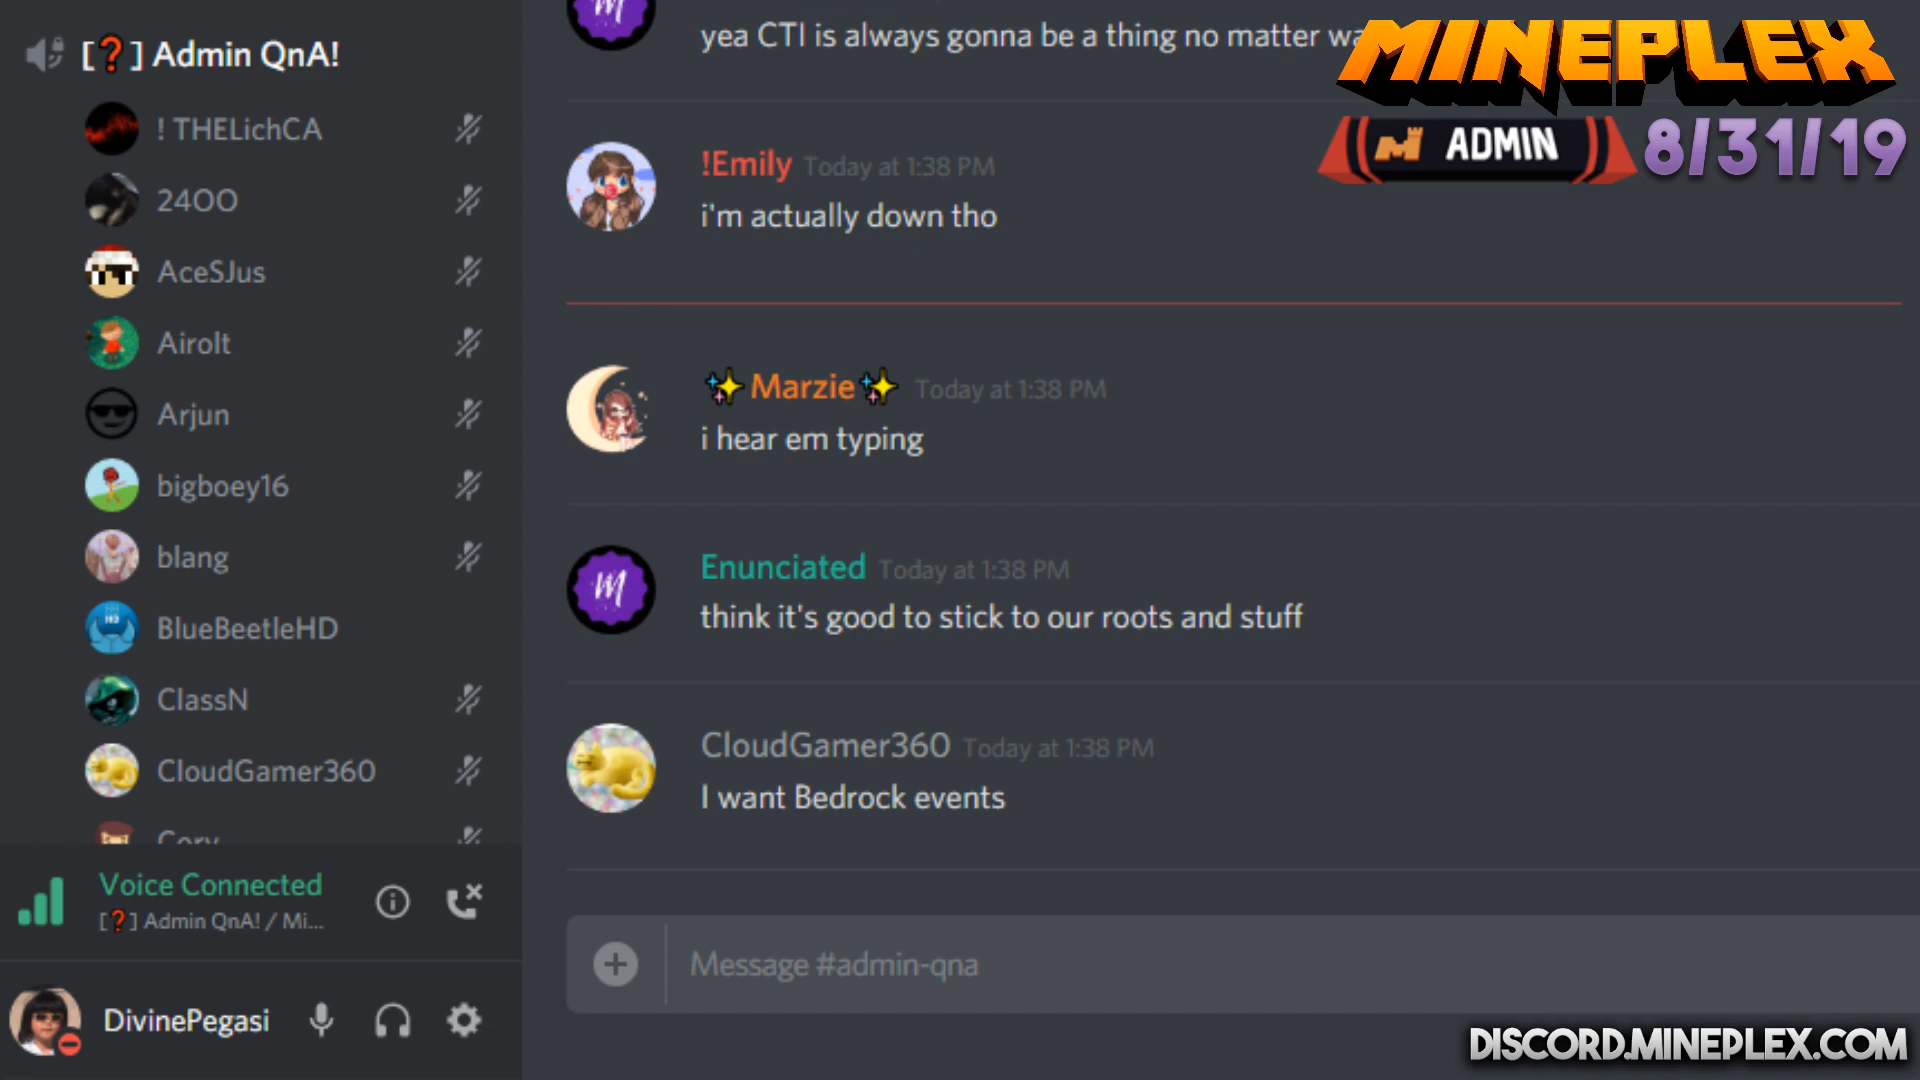 [❓] Admin QnA!
! THELichCA
24OO
AceSJus
Airolt
Arjun
bigboey16
blang
BlueBeetleHD
ClassN
CloudGamer360
Cory
Voice Connected
[❓] Admin QnA! / Mi...
DivinePegasi
yea CTI is always gonna be a thing no matter wa
!Emily Today at 1:38 PM
i'm actually down tho
✨Marzie✨ Today at 1:38 PM
i hear em typing
Enunciated Today at 1:38 PM
think it's good to stick to our roots and stuff
CloudGamer360 Today at 1:38 PM
I want Bedrock events
Message #admin-qna
MINEPLEX
ADMIN 8/31/19
DISCORD.MINEPLEX.COM